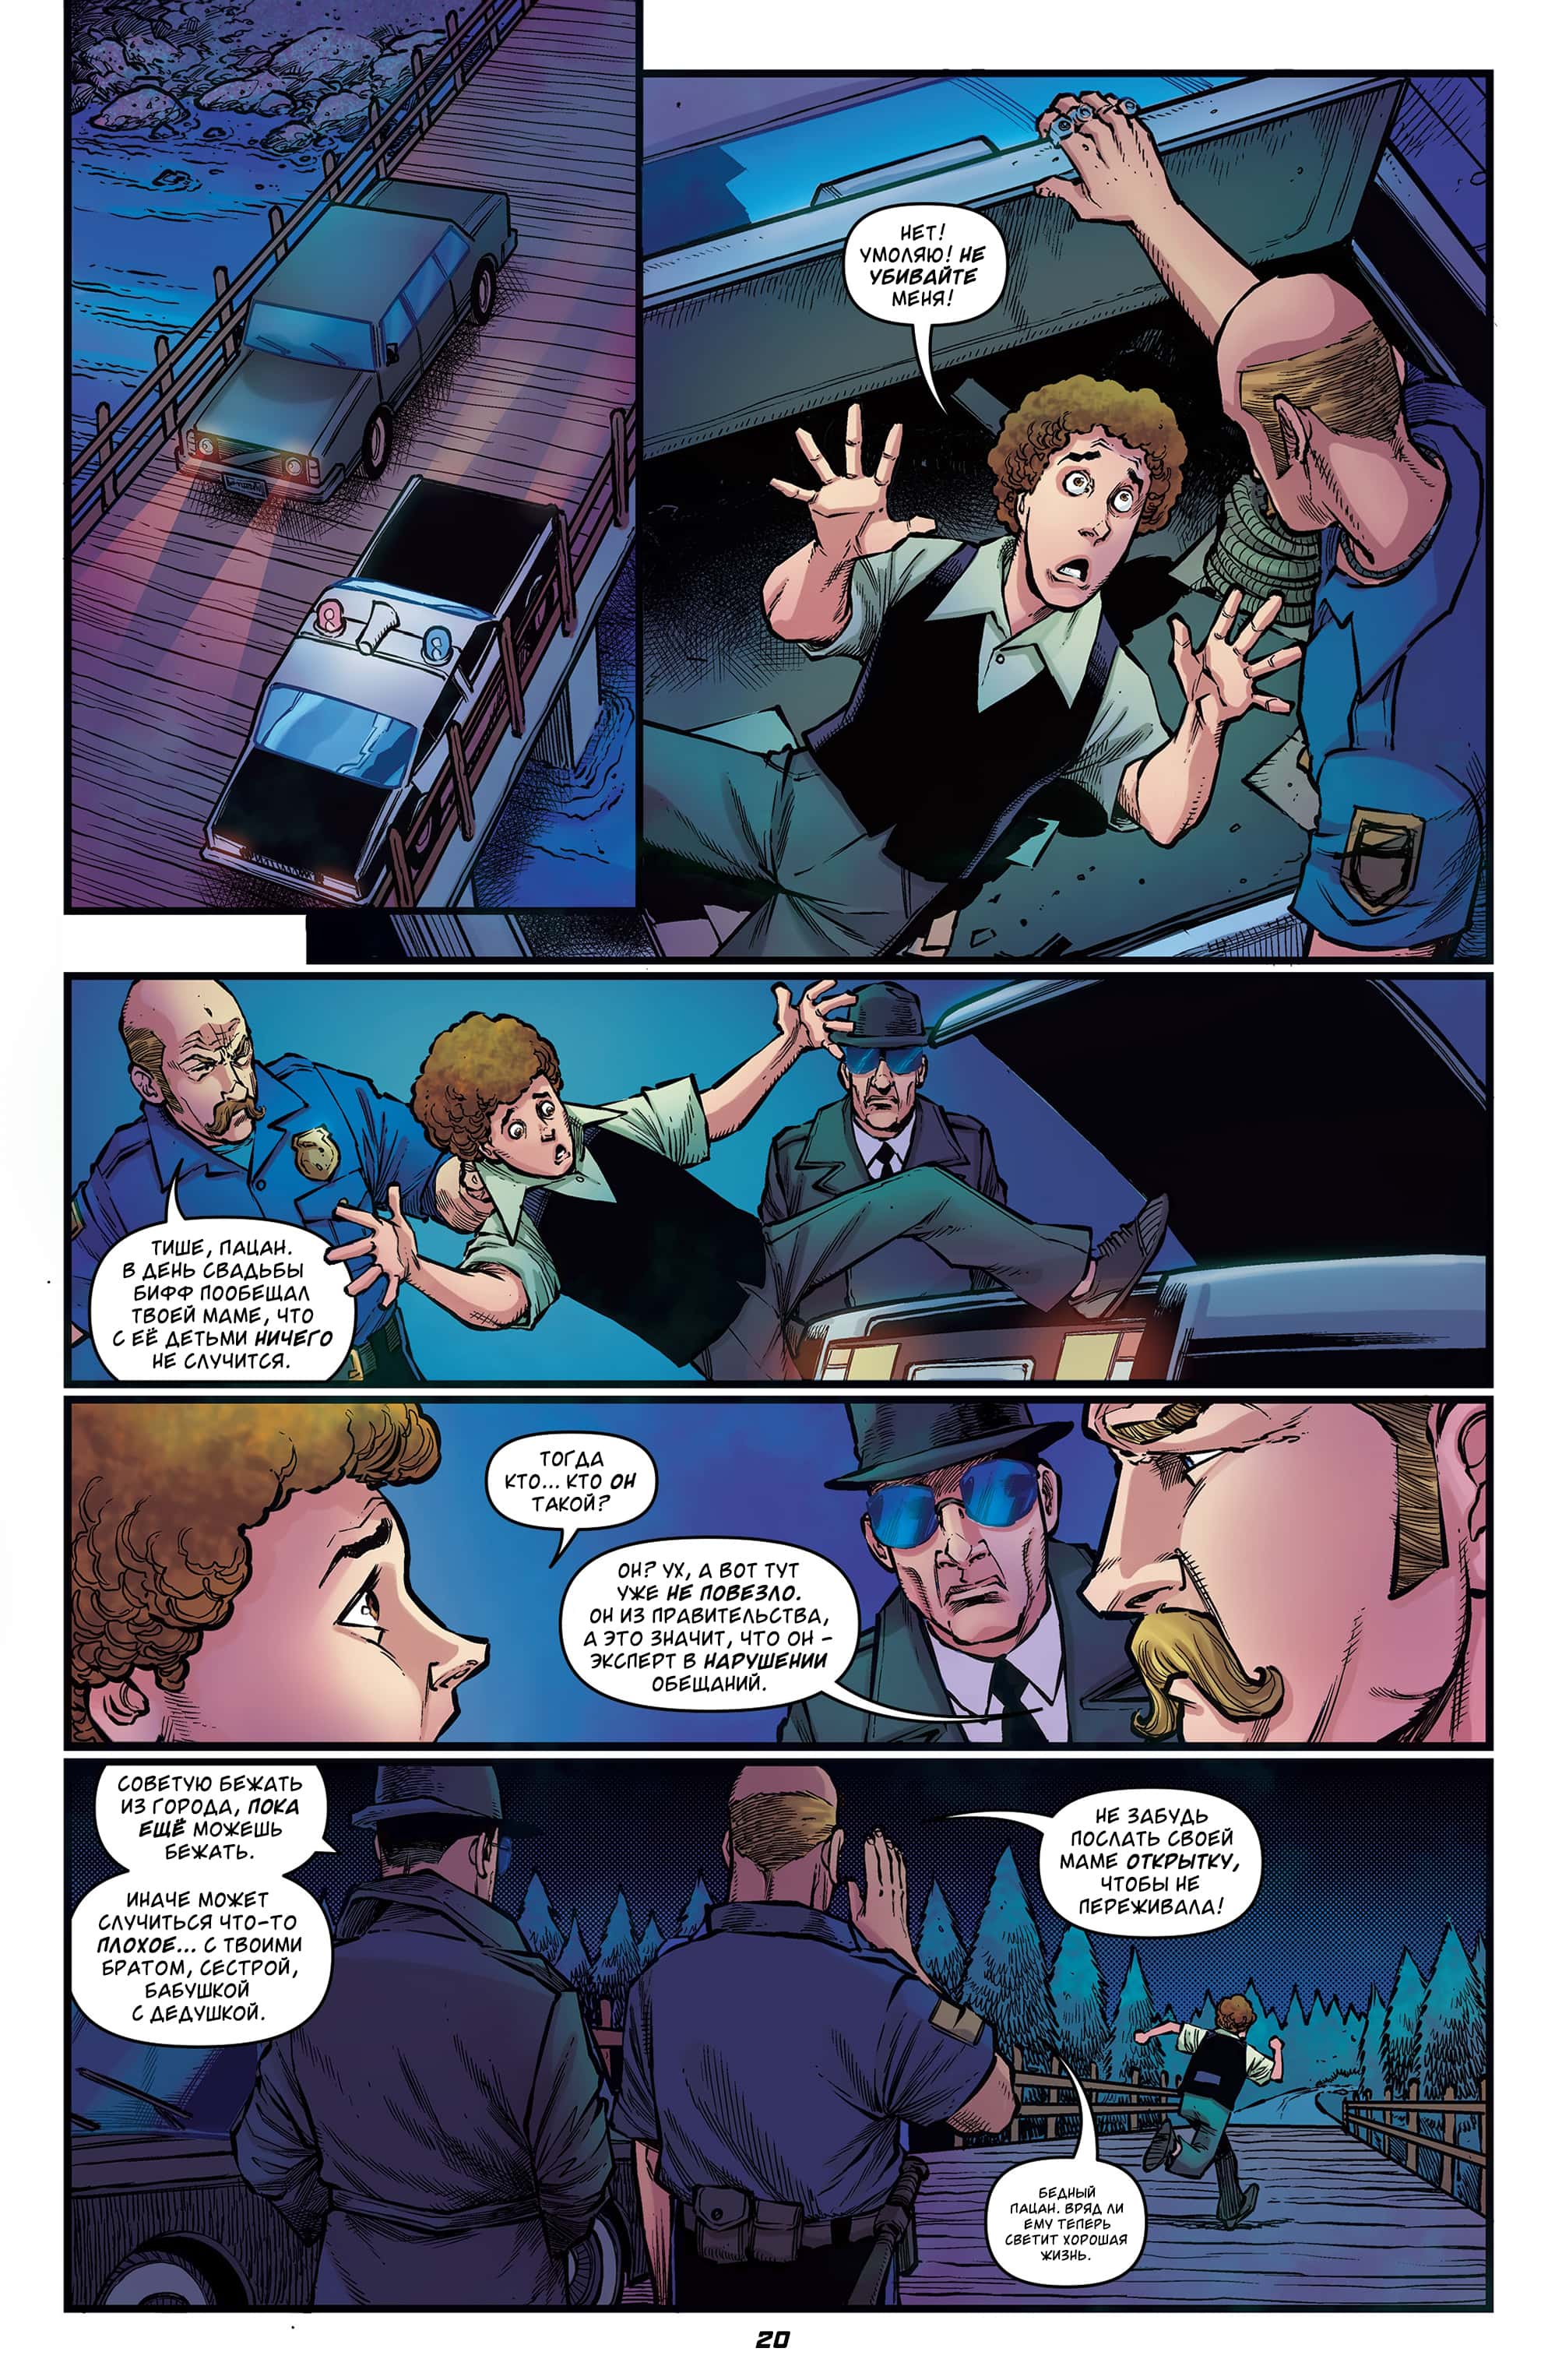 НЕТ!
УМОЛЯЮ! НЕ
УБИВАЙТЕ
МЕНЯ!
ТИШЕ, ПАЦАН.
В ДЕНЬ СВАДЬБЫ
БИФФ ПООБЕЩАЛ
ТВОЕЙ МАМЕ, ЧТО
С ЕЁ ДЕТЬМИ НИЧЕГО
НЕ СЛУЧИТСЯ.
ТОГДА
КТО... КТО ОН
ТАКОЙ?
ОН? УХ, А ВОТ ТУТ
УЖЕ НЕ ПОВЕЗЛО.
ОН ИЗ ПРАВИТЕЛЬСТВА,
А ЭТО ЗНАЧИТ, ЧТО ОН –
ЭКСПЕРТ В НАРУШЕНИИ
ОБЕЩАНИЙ.
СОВЕТУЮ БЕЖАТЬ
ИЗ ГОРОДА, ПОКА
ЕЩЁ МОЖЕШЬ
БЕЖАТЬ.
ИНАЧЕ МОЖЕТ
СЛУЧИТЬСЯ ЧТО-ТО
ПЛОХОЕ... С ТВОИМИ
БРАТОМ, СЕСТРОЙ,
БАБУШКОЙ
С ДЕДУШКОЙ.
НЕ ЗАБУДЬ
ПОСЛАТЬ СВОЕЙ
МАМЕ ОТКРЫТКУ,
ЧТОБЫ НЕ
ПЕРЕЖИВАЛА!
БЕДНЫЙ
ПАЦАН. ВРЯД ЛИ
ЕМУ ТЕПЕРЬ
СВЕТИТ ХОРОШАЯ
ЖИЗНЬ.
20